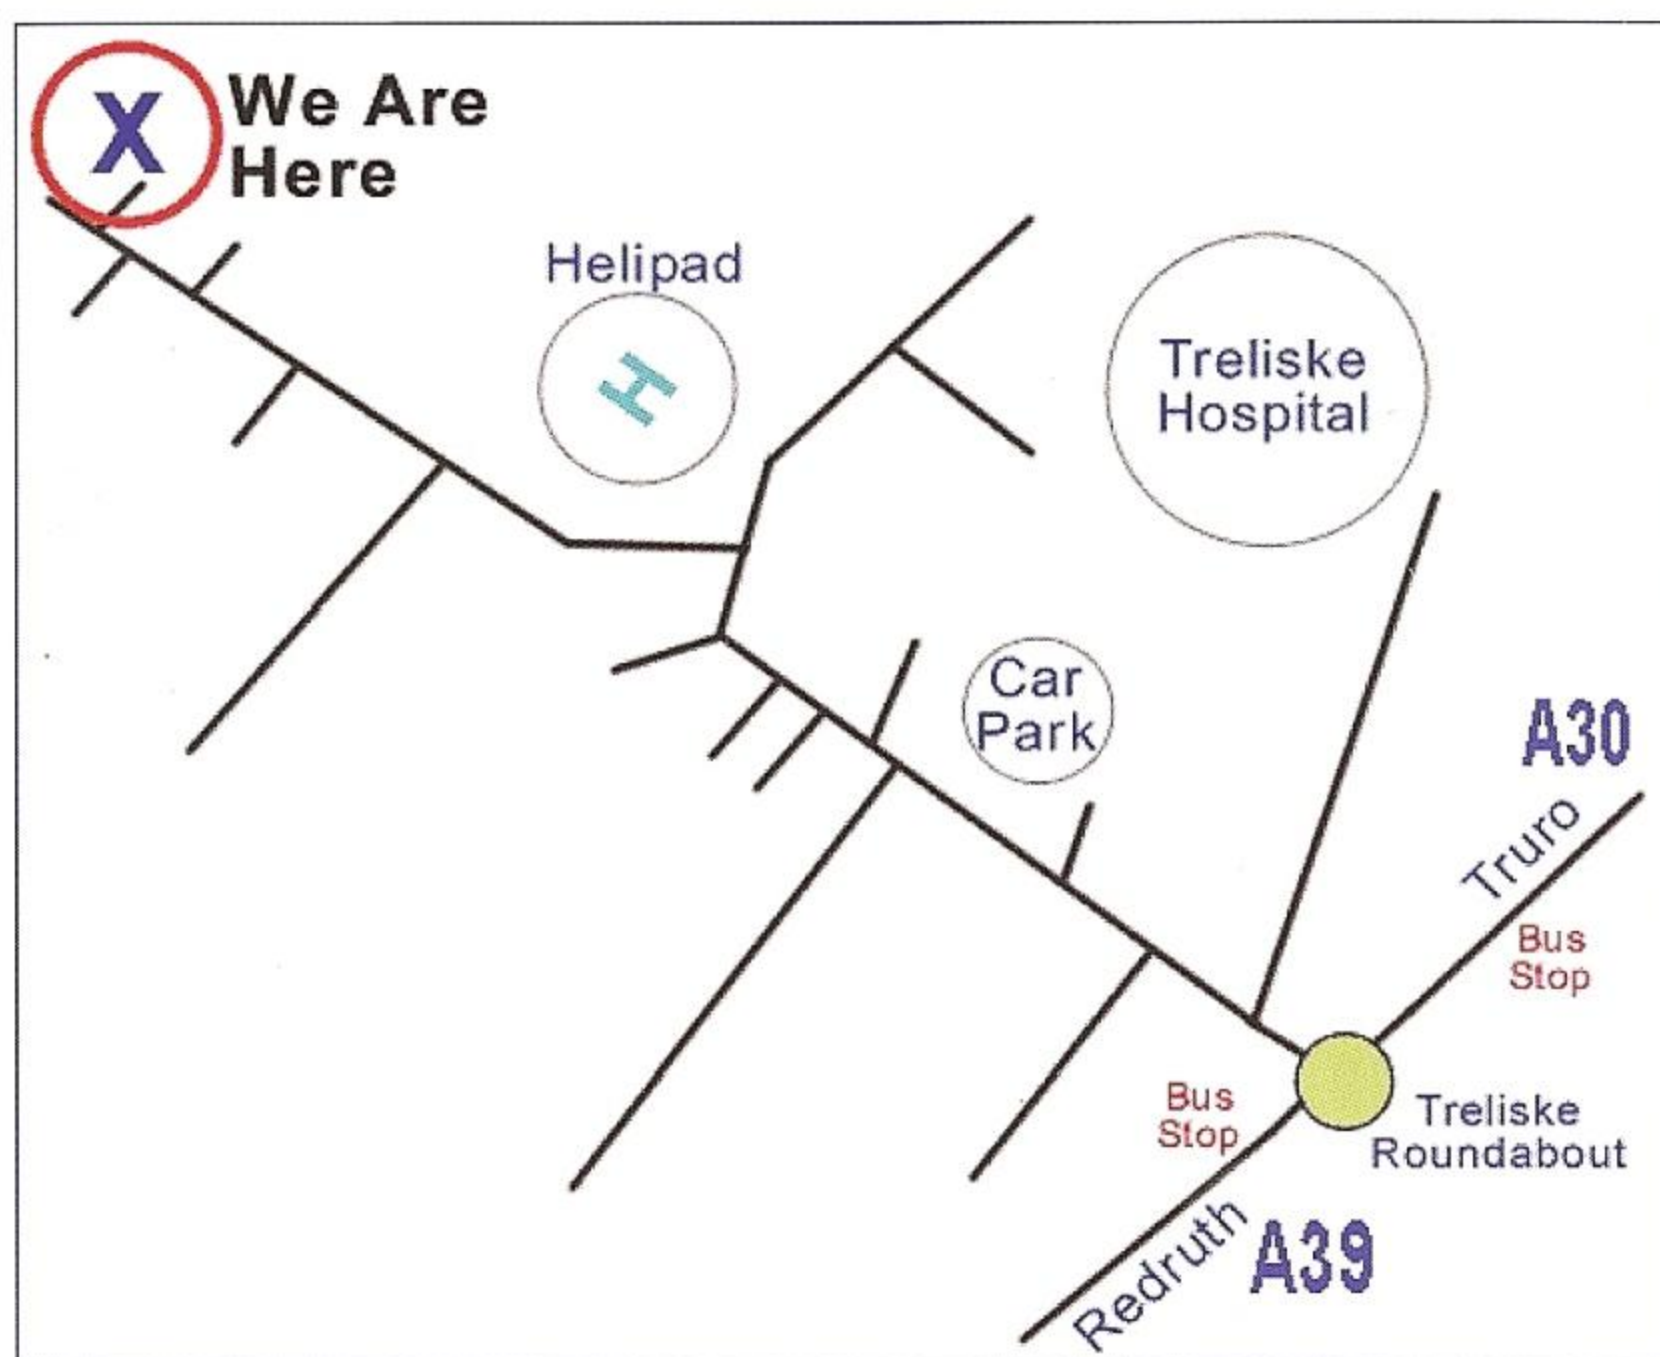 X
We Are
Here
Helipad
H
Treliske
Hospital
Car
Park
A30
Truro
Bus
Stop
Bus
Stop
Treliske
Roundabout
Redruth
A39